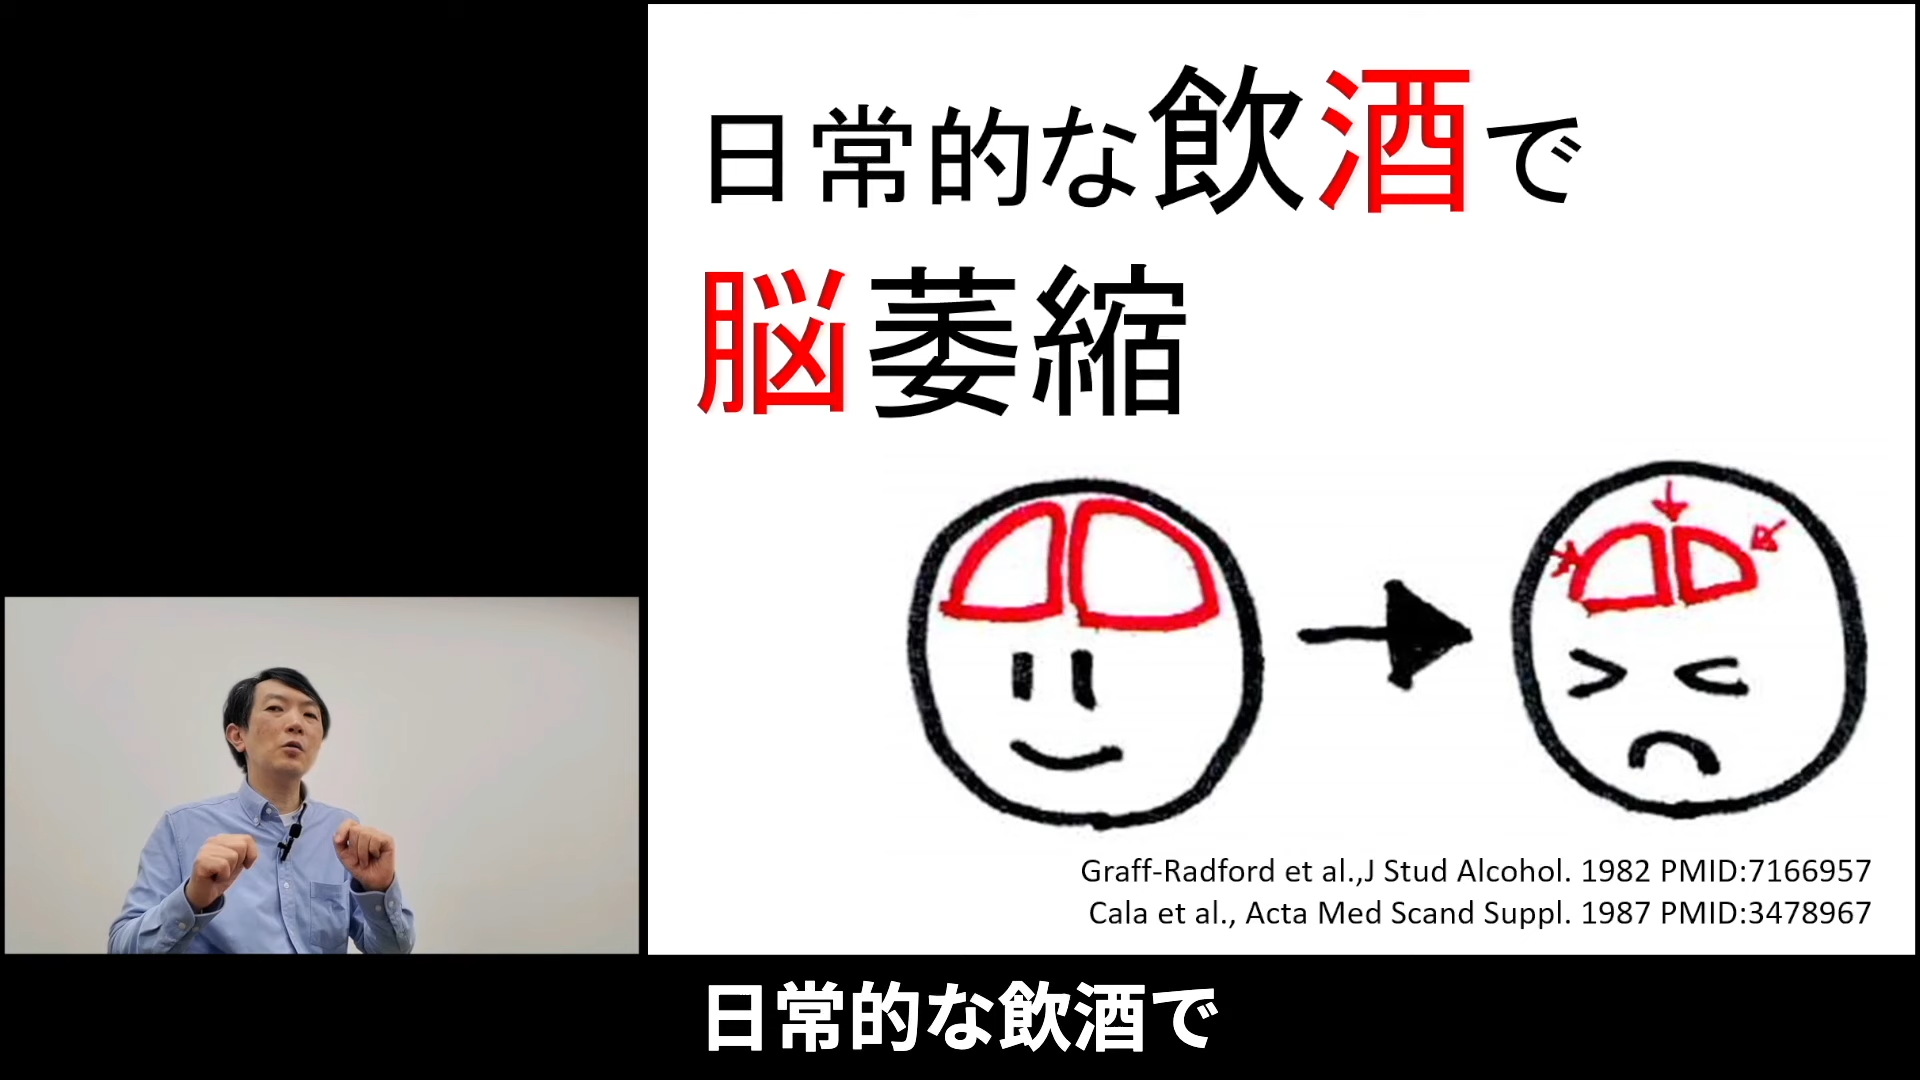 日常的な飲酒で
脳萎縮
Graff-Radford et al.,J Stud Alcohol. 1982 PMID:7166957
Cala et al., Acta Med Scand Suppl. 1987 PMID:3478967
日常的な飲酒で